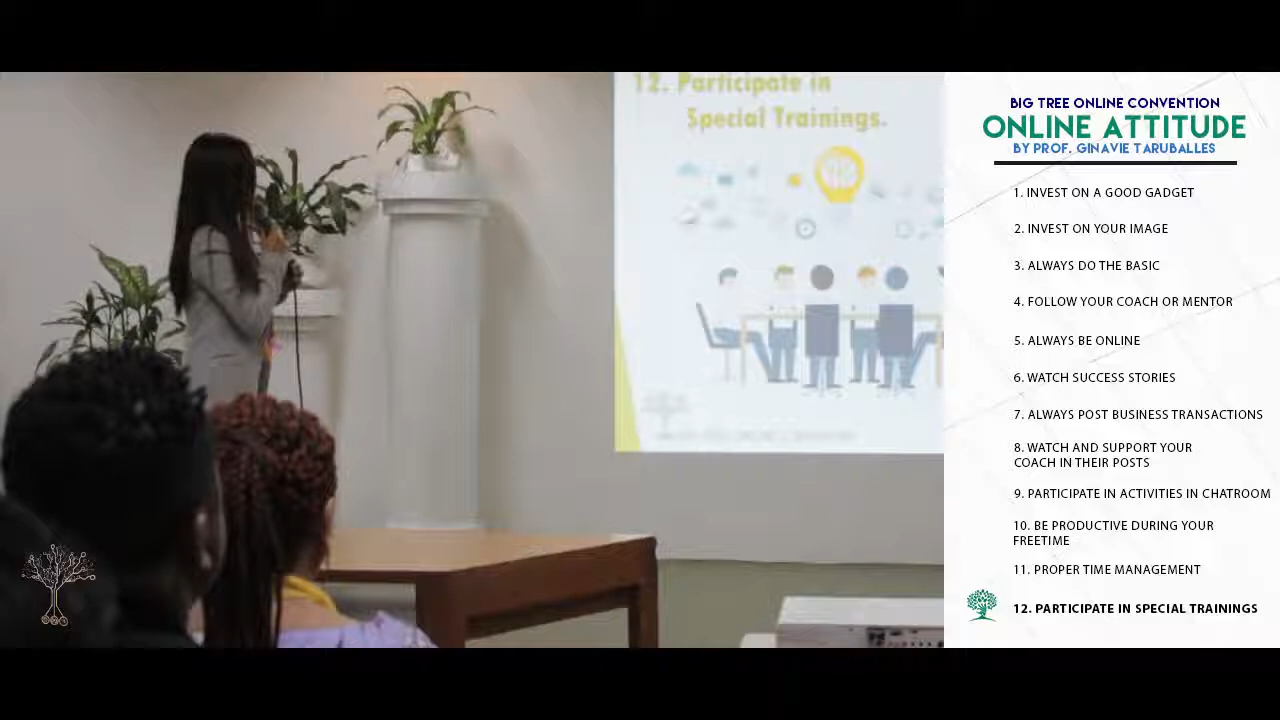 12. Participate in
Special Trainings.
BIG TREE ONLINE CONVENTION
ONLINE ATTITUDE
BY PROF. GINAVIE TARUBALLES
1. INVEST ON A GOOD GADGET
2. INVEST ON YOUR IMAGE
3. ALWAYS DO THE BASIC
4. FOLLOW YOUR COACH OR MENTOR
5. ALWAYS BE ONLINE
6. WATCH SUCCESS STORIES
7. ALWAYS POST BUSINESS TRANSACTIONS
8. WATCH AND SUPPORT YOUR
COACH IN THEIR POSTS
9. PARTICIPATE IN ACTIVITIES IN CHATROOM
10. BE PRODUCTIVE DURING YOUR
FREETIME
11. PROPER TIME MANAGEMENT
12. PARTICIPATE IN SPECIAL TRAININGS